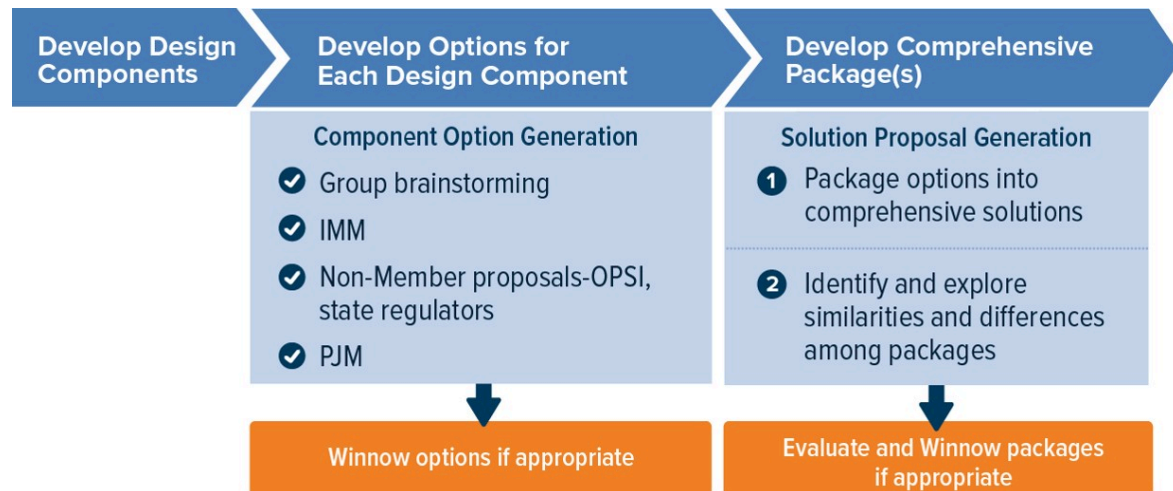 Develop Design
Components
Develop Options for
Each Design Component
Develop Comprehensive
Package(s)
Component Option Generation
Group brainstorming
IMM
Non-Member proposals-OPSI,
state regulators
PJM
Winnow options if appropriate
Solution Proposal Generation
1 Package options into
comprehensive solutions
2 Identify and explore
similarities and differences
among packages
Evaluate and Winnow packages
if appropriate